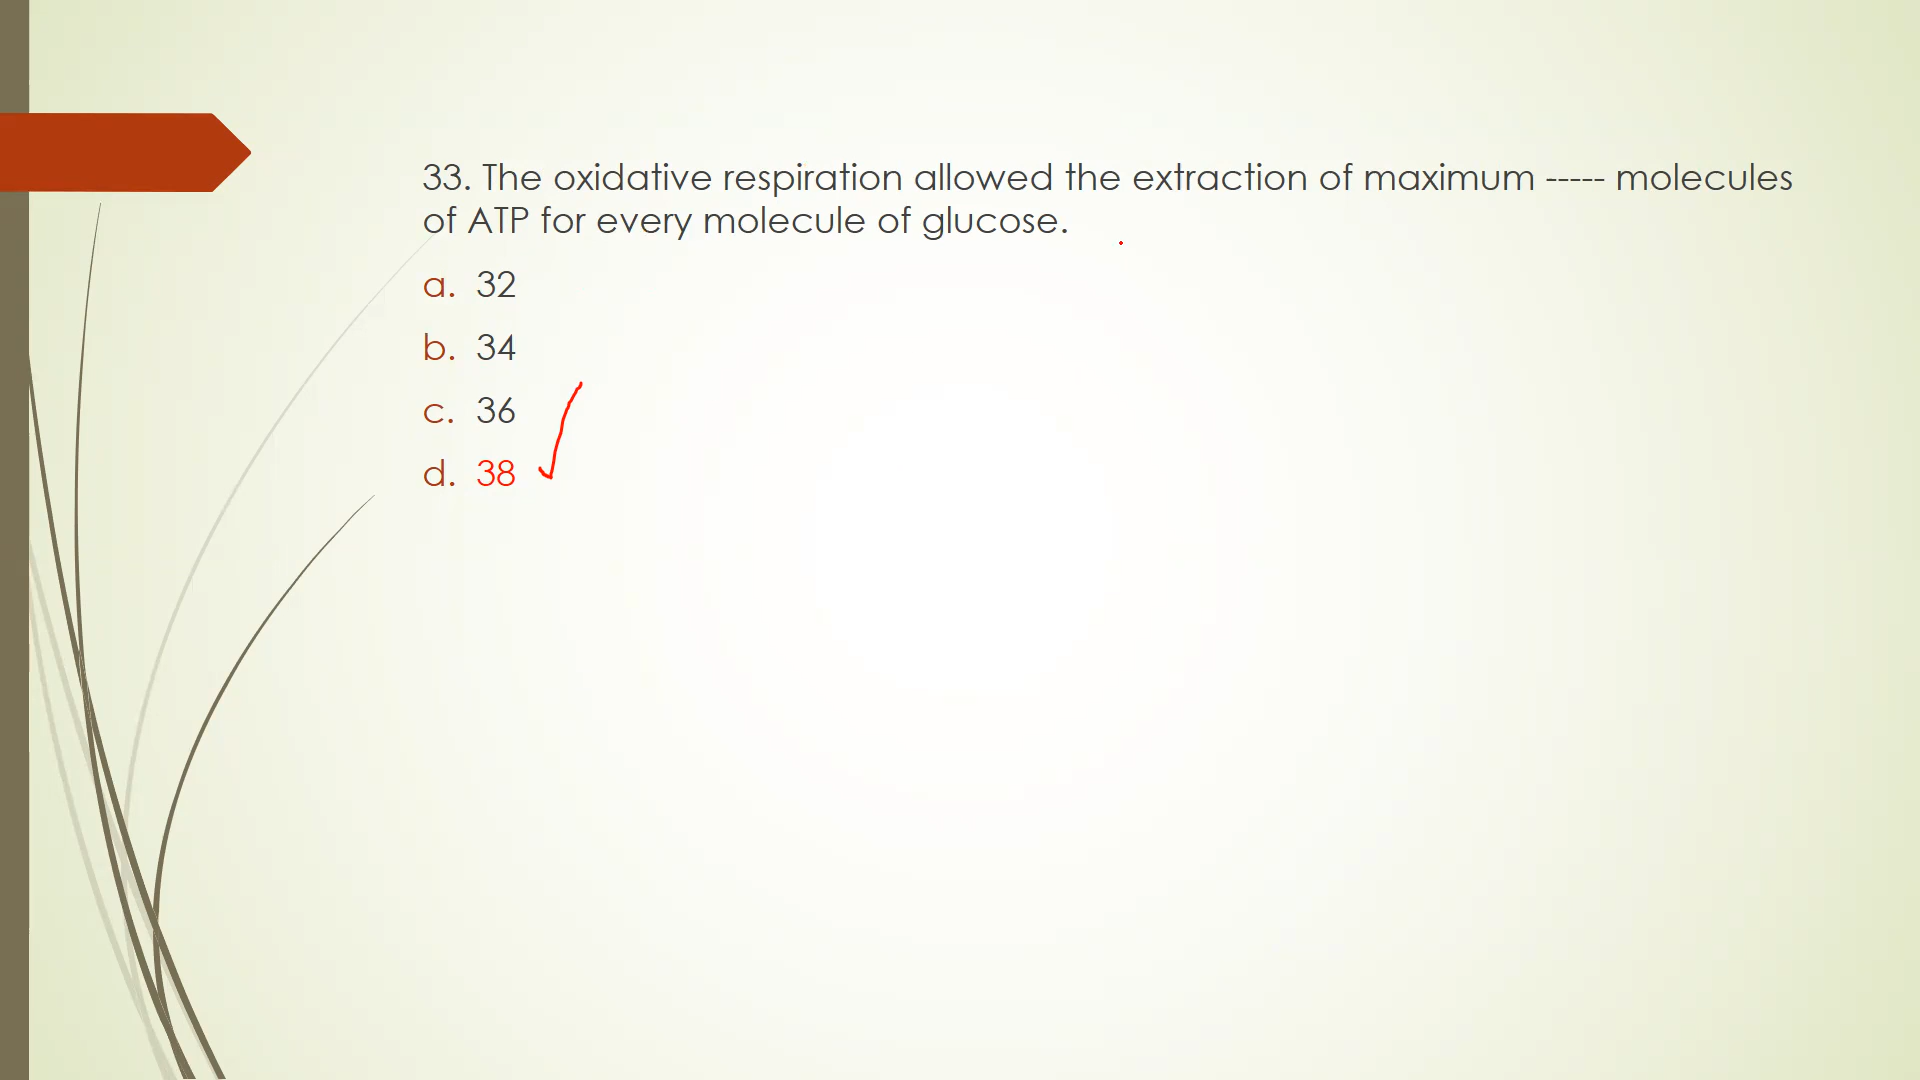 33. The oxidative respiration allowed the extraction of maximum ----- molecules
of ATP for every molecule of glucose.
a. 32
b. 34
c. 36
d. 38